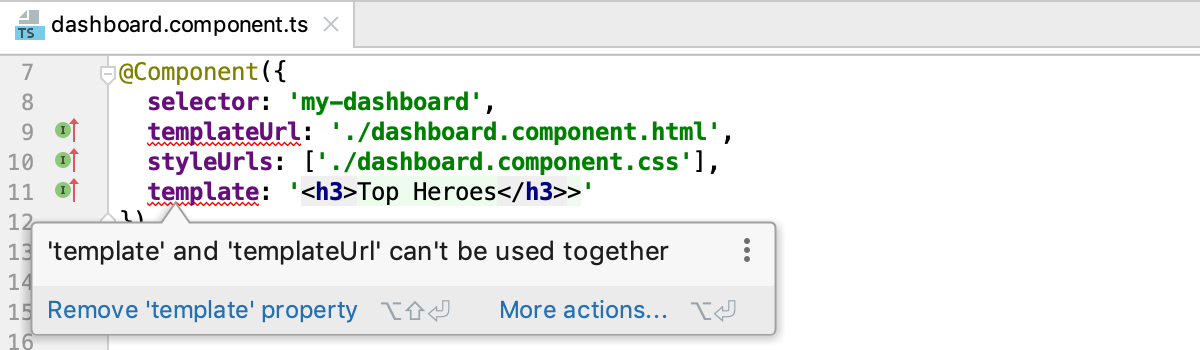 TS dashboard.component.ts ×
7 @Component({
8 selector: 'my-dashboard',
9 I templateUrl: './dashboard.component.html',
10 I styleUrls: ['./dashboard.component.css'],
11 I template: '<h3>Top Heroes</h3>>'
12 })
13
'template' and 'templateUrl' can't be used together
14
15
Remove 'template' property ⌥⇧⏎ More actions... ⌥⏎
16